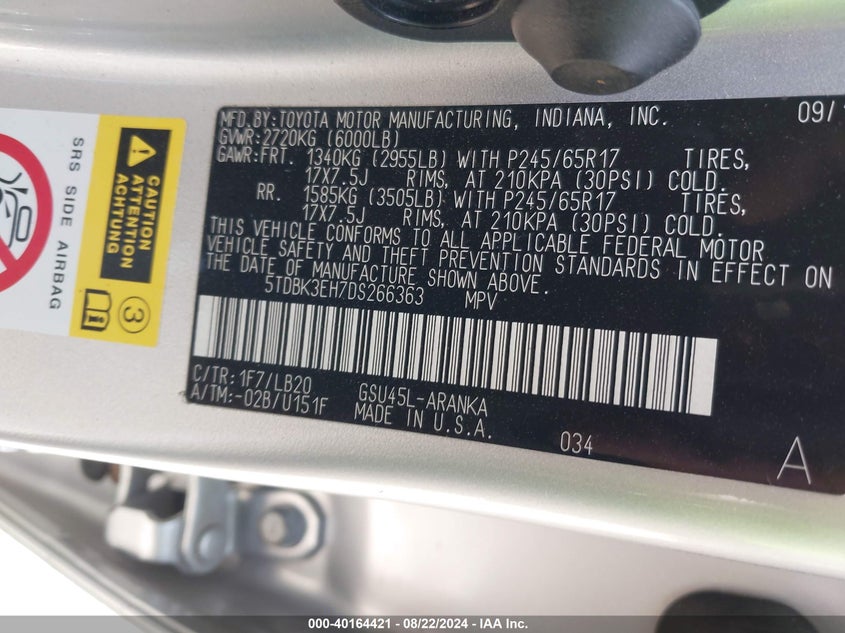 MFD.BY:TOYOTA MOTOR MANUFACTURING, INDIANA, INC. 09/
GVWR:2720KG (6000LB)
GAWR:FRT. 1340KG (2955LB) WITH P245/65R17 TIRES,
17X7.5J RIMS, AT 210KPA (30PSI) COLD.
RR. 1585KG (3505LB) WITH P245/65R17 TIRES,
17X7.5J RIMS, AT 210KPA (30PSI) COLD.
THIS VEHICLE CONFORMS TO ALL APPLICABLE FEDERAL MOTOR
VEHICLE SAFETY AND THEFT PREVENTION STANDARDS IN EFFECT ON
THE DATE OF MANUFACTURE SHOWN ABOVE.
5TDBK3EH7DS266363 MPV
C/TR:1F7/LB20 GSU45L-ARANKA
A/TM:-02B/U151F MADE IN U.S.A.
034
A
SRS SIDE AIRBAG
CAUTION
ATTENTION
ACHTUNG
3
000-40164421 - 08/22/2024 - IAA Inc.